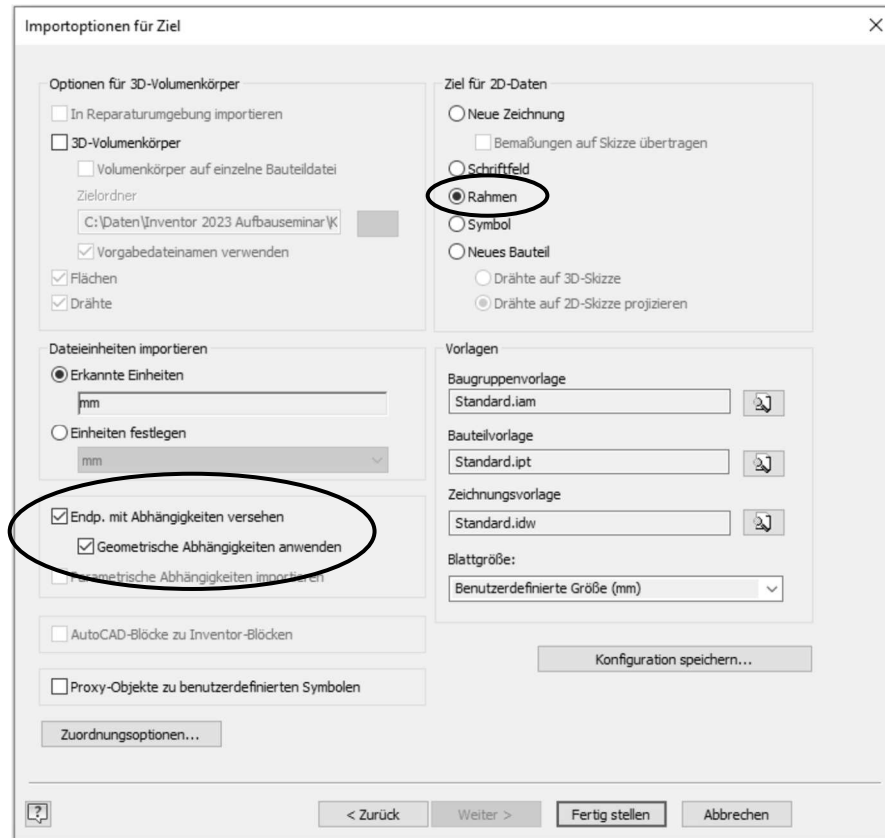 Importoptionen für Ziel
Optionen für 3D-Volumenkörper
In Reparaturumgebung importieren
3D-Volumenkörper
Volumenkörper auf einzelne Bauteildatei
Zielordner
C:\Daten\Inventor 2023 Aufbauseminar\K
Vorgabedateinamen verwenden
Flächen
Drähte
Ziel für 2D-Daten
Neue Zeichnung
Bemaßungen auf Skizze übertragen
Schriftfeld
Rahmen
Symbol
Neues Bauteil
Drähte auf 3D-Skizze
Drähte auf 2D-Skizze projizieren
Dateieinheiten importieren
Erkannte Einheiten
mm
Einheiten festlegen
mm
Endp. mit Abhängigkeiten versehen
Geometrische Abhängigkeiten anwenden
Parametrische Abhängigkeiten importieren
AutoCAD-Blöcke zu Inventor-Blöcken
Proxy-Objekte zu benutzerdefinierten Symbolen
Zuordnungsoptionen...
Vorlagen
Baugruppenvorlage
Standard.iam
Bauteilvorlage
Standard.ipt
Zeichnungsvorlage
Standard.idw
Blattgröße:
Benutzerdefinierte Größe (mm)
Konfiguration speichern...
?
< Zurück
Weiter >
Fertig stellen
Abbrechen